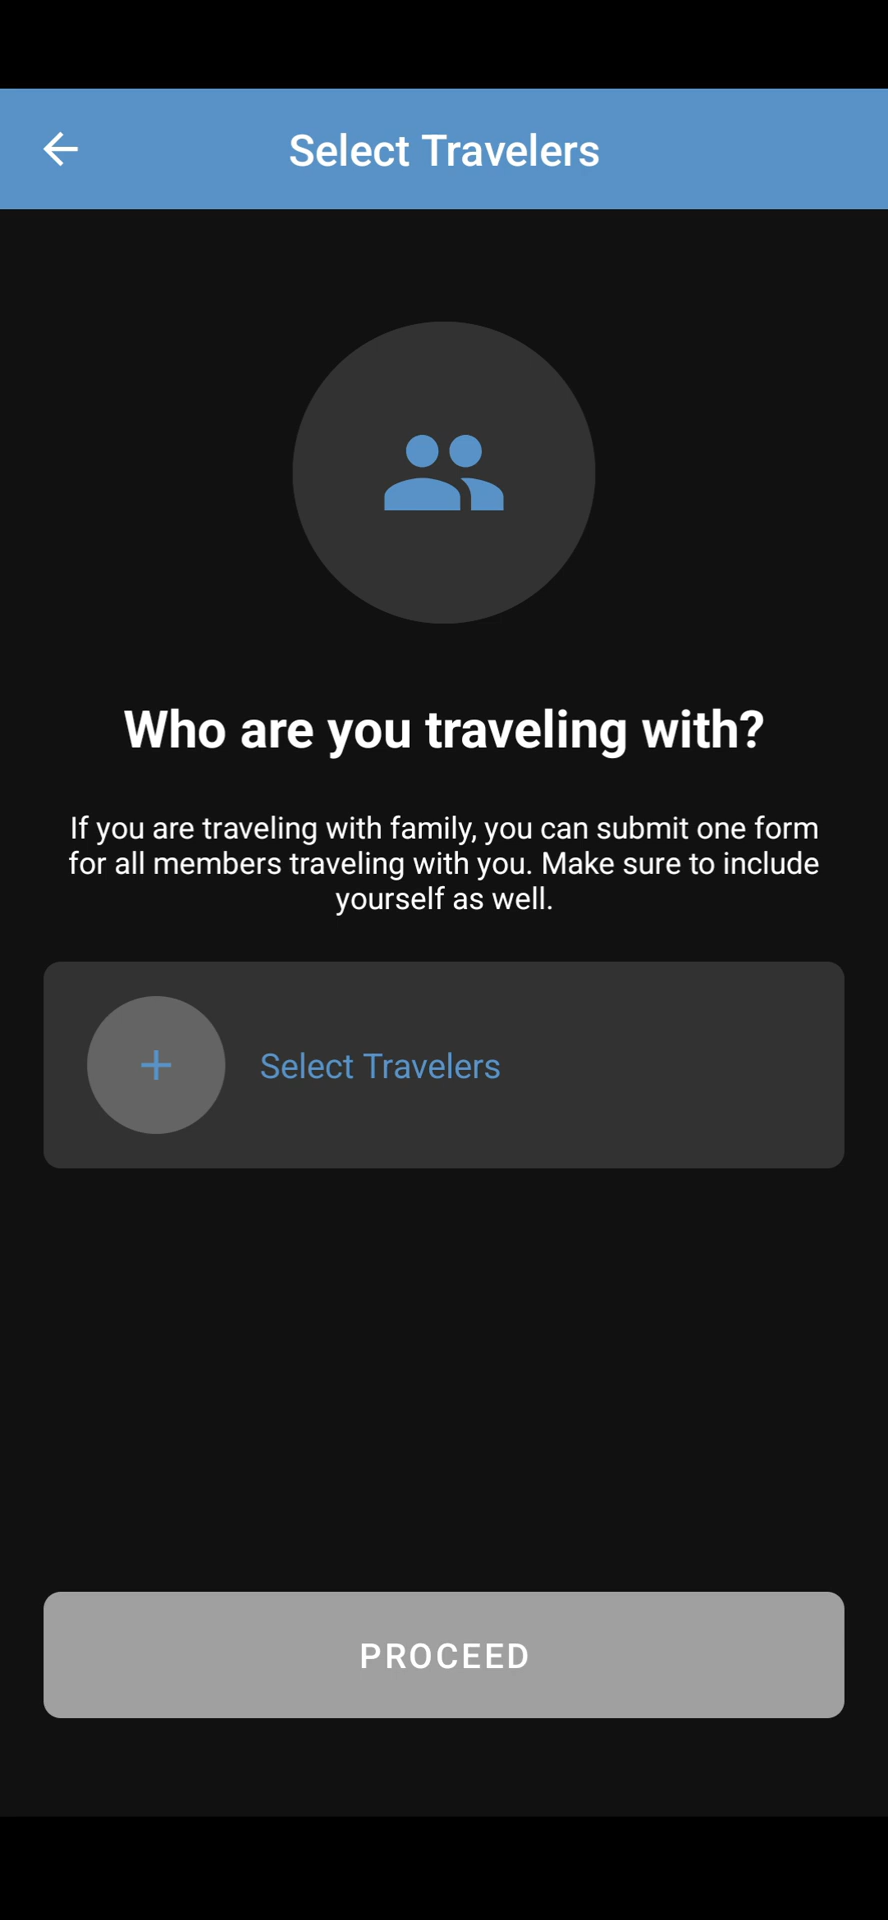 Select Travelers
Who are you traveling with?
If you are traveling with family, you can submit one form
for all members traveling with you. Make sure to include
yourself as well.
Select Travelers
PROCEED